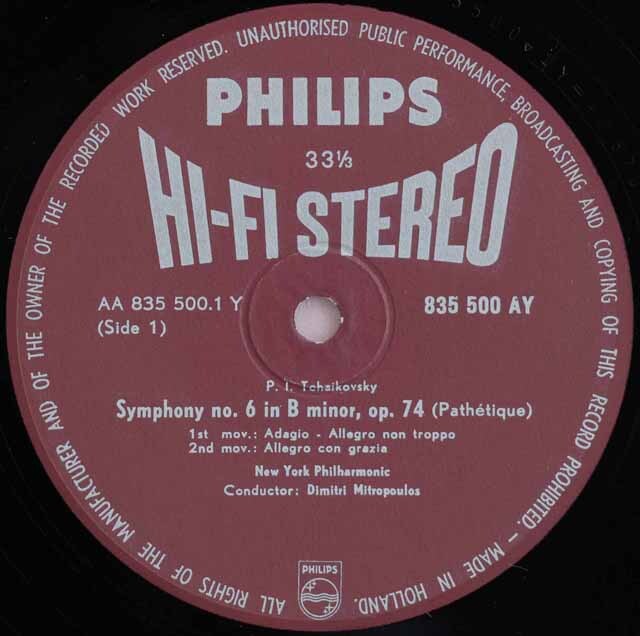 ALL RIGHTS OF THE MANUFACTURER AND OF THE OWNER OF THE RECORDED WORK RESERVED. UNAUTHORISED PUBLIC PERFORMANCE, BROADCASTING AND COPYING OF THIS RECORD PROHIBITED. – MADE IN HOLLAND.
PHILIPS
33⅓
HI-FI STEREO
AA 835 500.1 Y
835 500 AY
(Side 1)
P. I. Tchaikovsky
Symphony no. 6 in B minor, op. 74 (Pathétique)
1st mov.: Adagio - Allegro non troppo
2nd mov.: Allegro con grazia
New York Philharmonic
Conductor: Dimitri Mitropoulos
PHILIPS